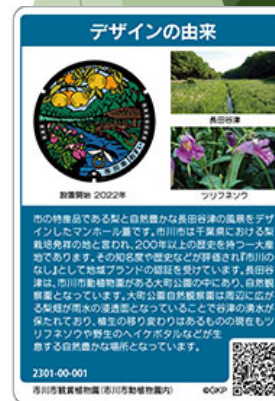 デザインの由来
長田谷津
設置開始 2022年
ツリフネソウ
市の特産品である梨と自然豊かな長田谷津の風景をデザ
インしたマンホール蓋です。市川市は千葉県における梨
栽培発祥の地と言われ、200年以上の歴史を持つ一大産
地であります。その知名度や歴史などが評価され『市川の
なし』として地域ブランドの認証を受けています。長田谷
津は、市川市動植物園がある大町公園の中にあり、自然観
察園となっています。大町公園自然観察園は周辺に広が
る梨畑が雨水の浸透面となっていることで谷津の湧水が
保たれており、植生の移り変わりはあるものの現在もツ
リフネソウや野生のヘイケボタルなどが生
息する自然豊かな場所となっています。
2301-00-001
市川市観賞植物園(市川市動植物園内) ©GKP